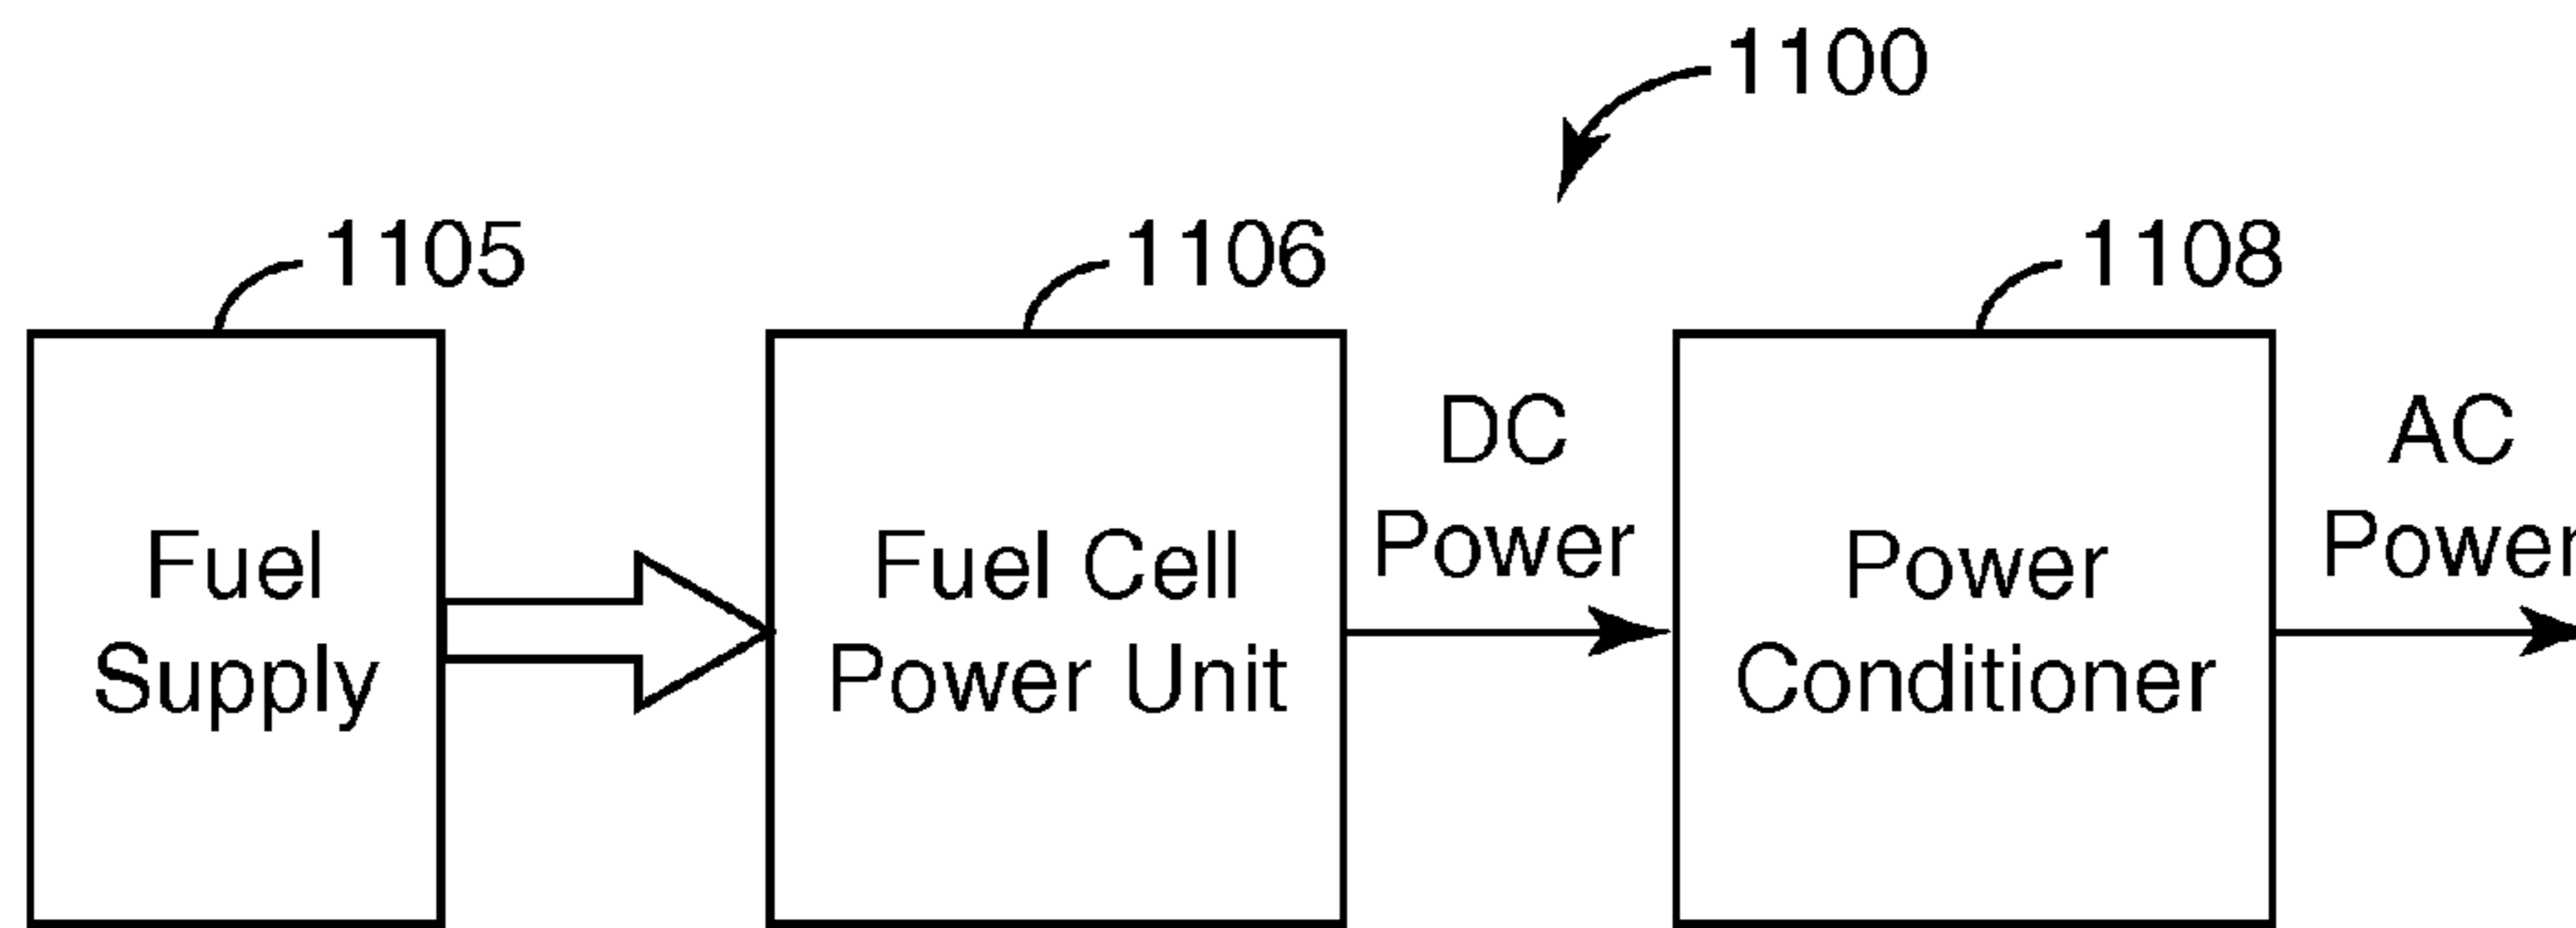 1100
1105
1106
1108
Fuel
Supply
Fuel Cell
Power Unit
DC
Power
Power
Conditioner
AC
Power